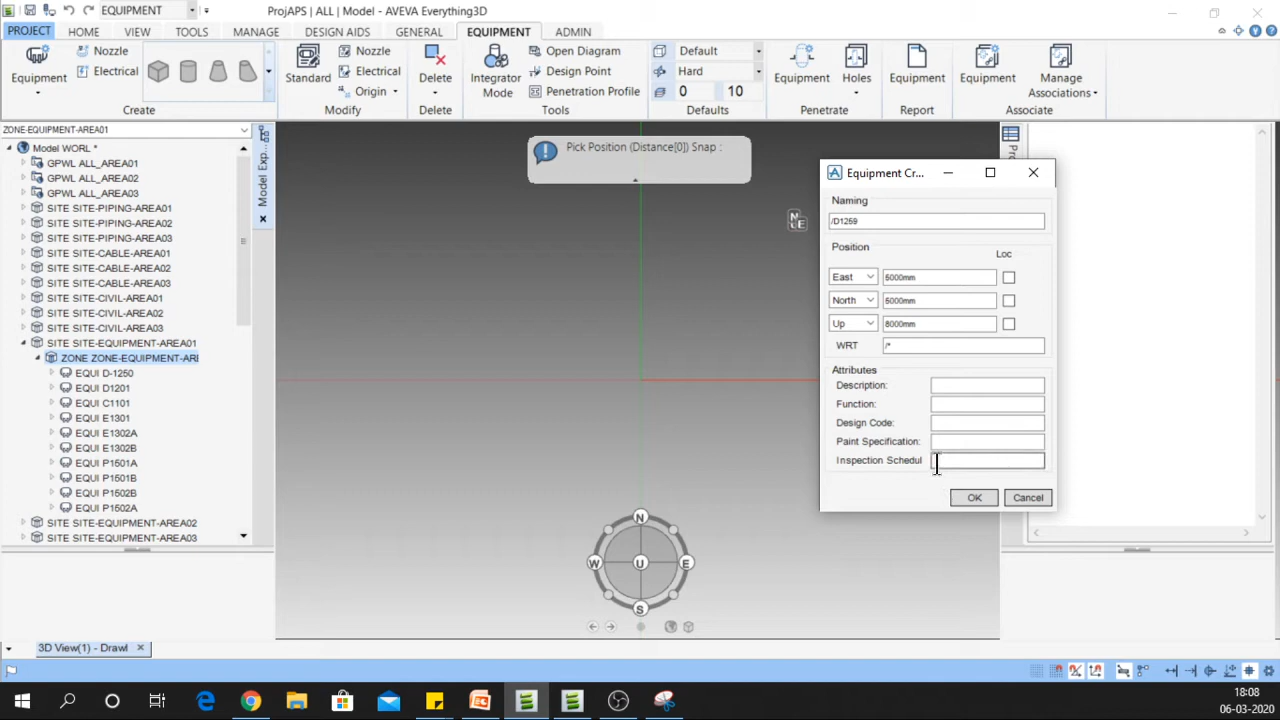 EQUIPMENT
ProjAPS | ALL | Model - AVEVA Everything3D
PROJECT
HOME
VIEW
TOOLS
MANAGE
DESIGN AIDS
GENERAL
EQUIPMENT
ADMIN
Equipment
Nozzle
Electrical
Create
Standard
Nozzle
Electrical
Origin
Modify
Delete
Delete
Integrator
Mode
Open Diagram
Design Point
Penetration Profile
Tools
Default
Hard
0
10
Defaults
Equipment
Holes
Penetrate
Equipment
Report
Equipment
Manage
Associations
Associate
ZONE-EQUIPMENT-AREA01
Model WORL *
GPWL ALL_AREA01
GPWL ALL_AREA02
GPWL ALL_AREA03
SITE SITE-PIPING-AREA01
SITE SITE-PIPING-AREA02
SITE SITE-PIPING-AREA03
SITE SITE-CABLE-AREA01
SITE SITE-CABLE-AREA02
SITE SITE-CABLE-AREA03
SITE SITE-CIVIL-AREA01
SITE SITE-CIVIL-AREA02
SITE SITE-CIVIL-AREA03
SITE SITE-EQUIPMENT-AREA01
ZONE ZONE-EQUIPMENT-ARE
EQUI D-1250
EQUI D1201
EQUI C1101
EQUI E1301
EQUI E1302A
EQUI E1302B
EQUI P1501A
EQUI P1501B
EQUI P1502B
EQUI P1502A
SITE SITE-EQUIPMENT-AREA02
SITE SITE-EQUIPMENT-AREA03
Model Exp...
Pick Position (Distance[0]) Snap :
N
E
N
W
U
E
S
Equipment Cr...
Naming
/D1259
Position
Loc
East
5000mm
North
5000mm
Up
8000mm
WRT
/*
Attributes
Description:
Function:
Design Code:
Paint Specification:
Inspection Schedul
OK
Cancel
3D View(1) - Drawl
18:08
06-03-2020